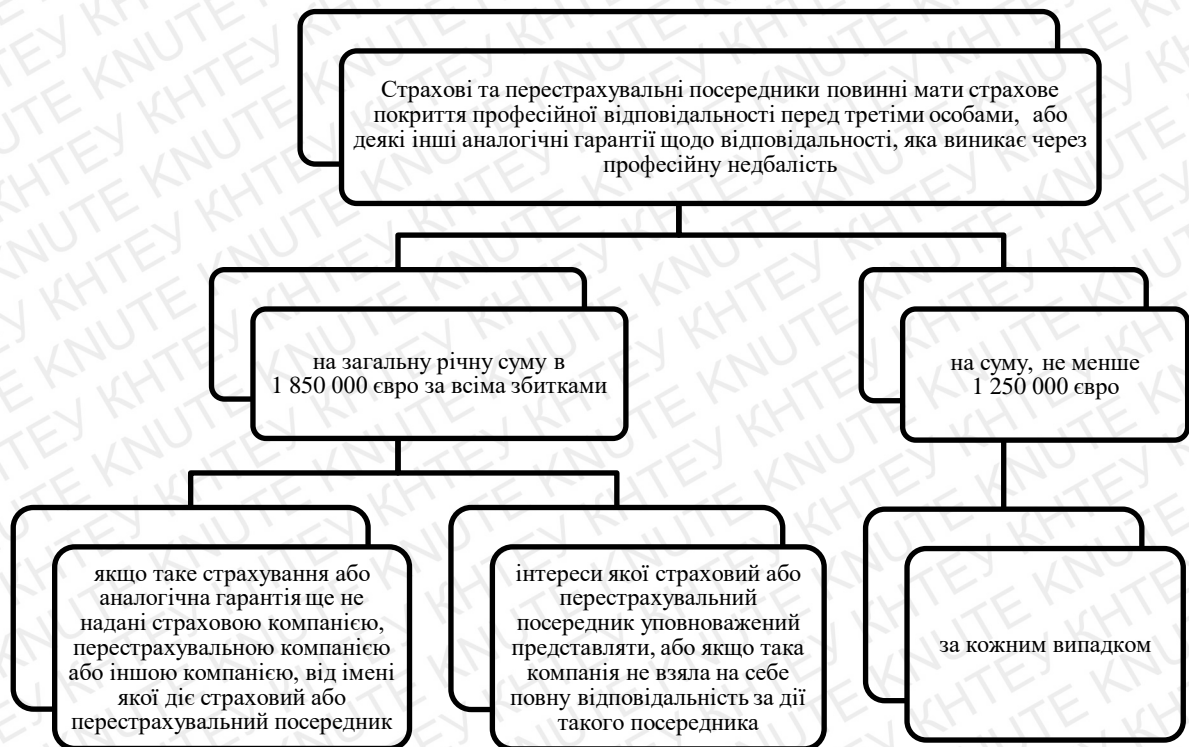 Страхові та перестрахувальні посередники повинні мати страхове
покриття професійної відповідальності перед третіми особами, або
деякі інші аналогічні гарантії щодо відповідальності, яка виникає через
професійну недбалість
на загальну річну суму в
1 850 000 євро за всіма збитками
на суму, не менше
1 250 000 євро
якщо таке страхування або
аналогічна гарантія ще не
надані страховою компанією,
перестрахувальною компанією
або іншою компанією, від імені
якої діє страховий або
перестрахувальний посередник
інтереси якої страховий або
перестрахувальний
посередник уповноважений
представляти, або якщо така
компанія не взяла на себе
повну відповідальність за дії
такого посередника
за кожним випадком